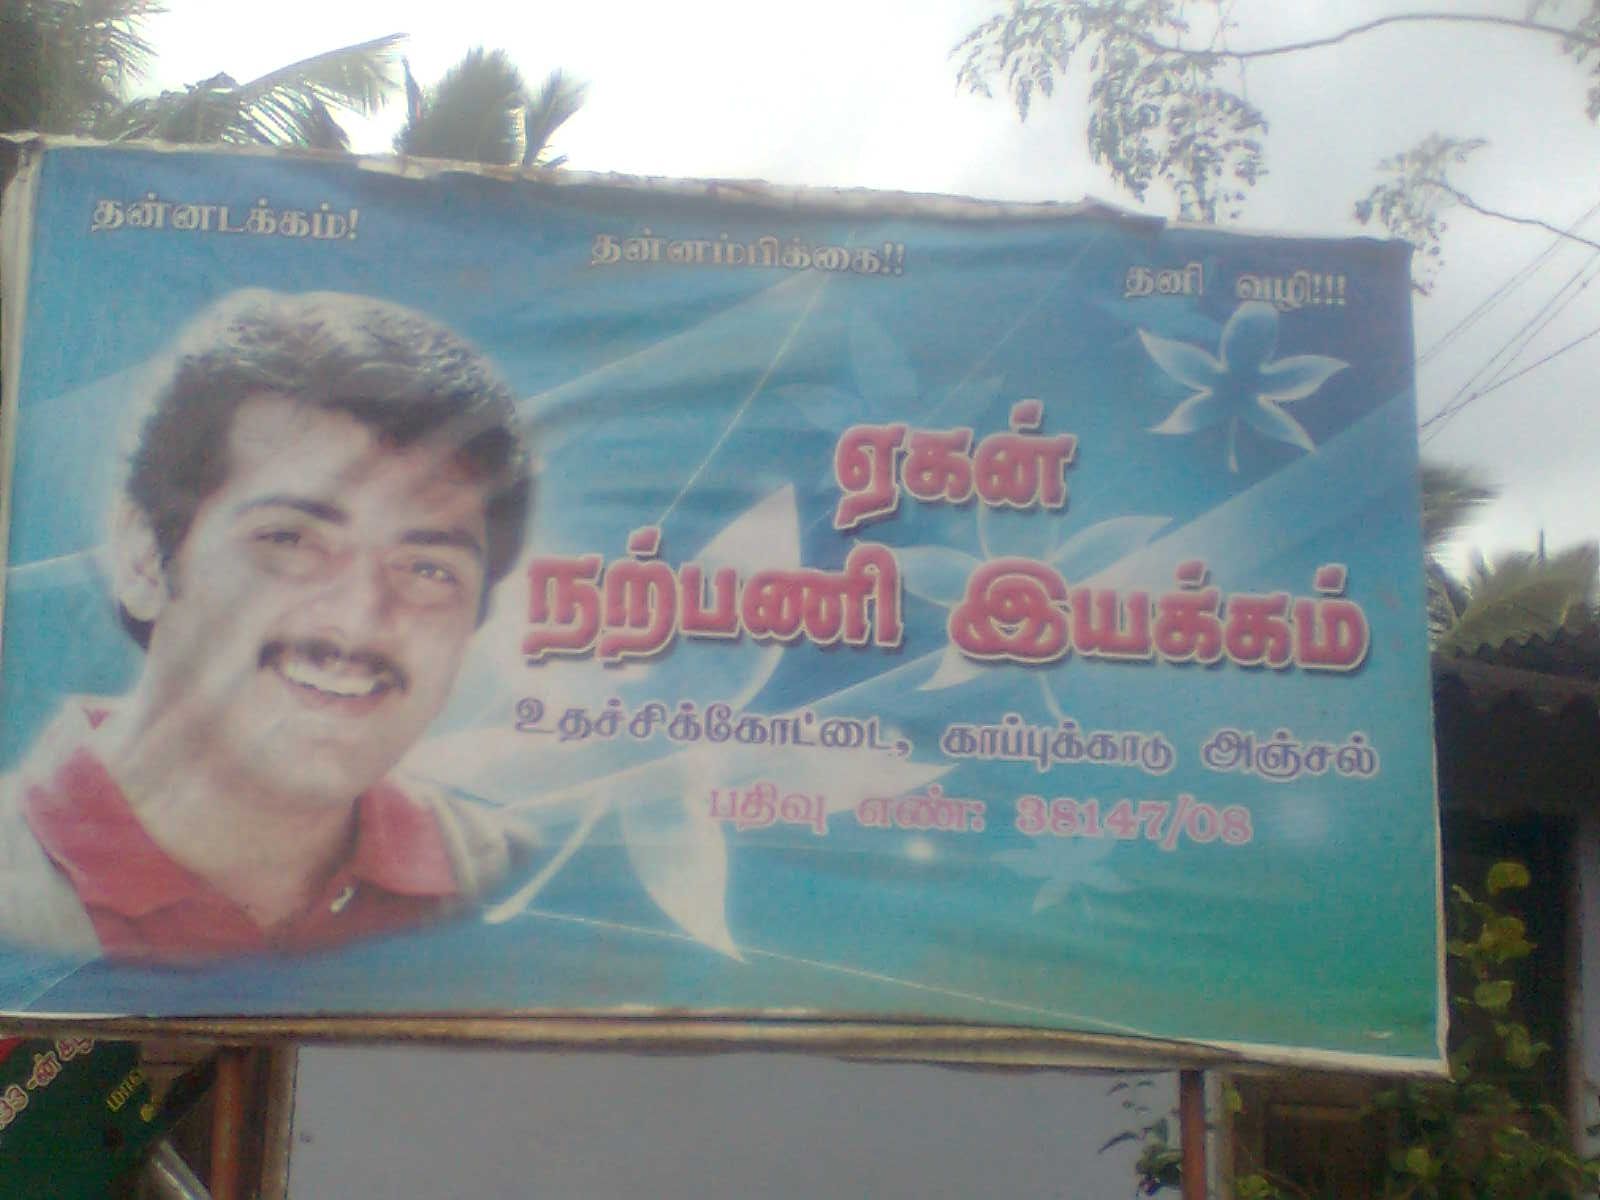 தன்னடக்கம்! தன்னம்பிக்கை!! தனி வழி!!!
ஏகன்
நற்பணி இயக்கம்
உதச்சிக்கோட்டை, காப்புக்காடு அஞ்சல்
பதிவு எண்: 38147/08